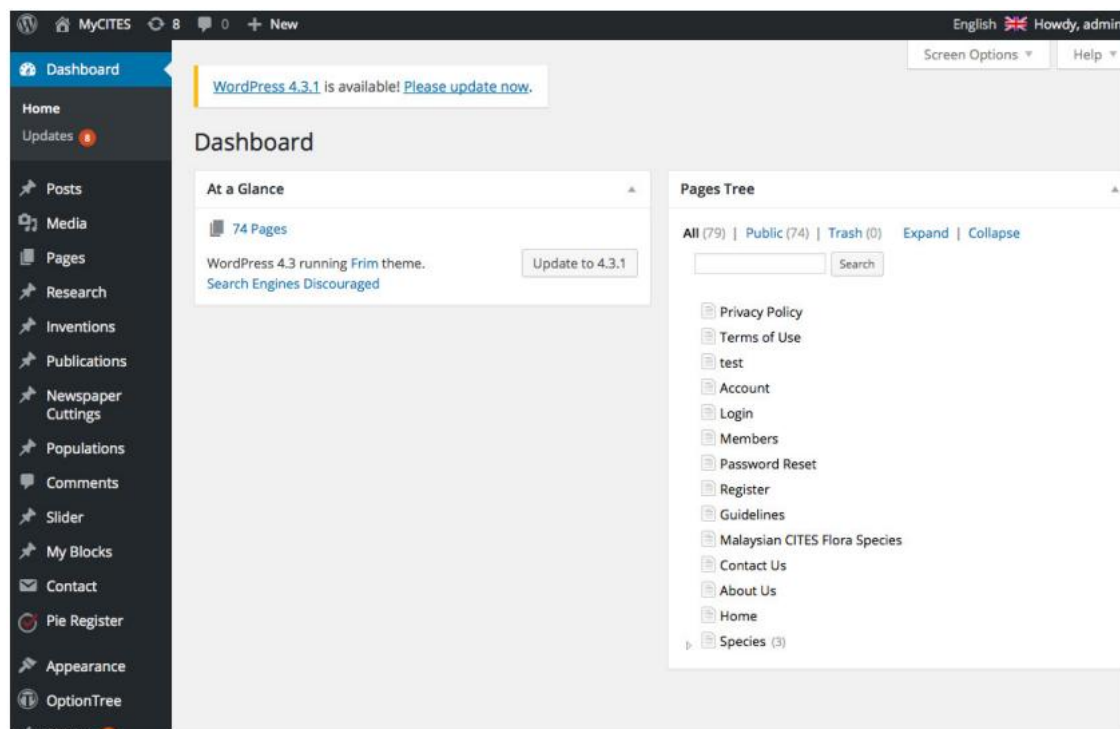 MyCITES 8 0 + New English Howdy, admin
Dashboard
Home
Updates 8
Posts
Media
Pages
Research
Inventions
Publications
Newspaper
Cuttings
Populations
Comments
Slider
My Blocks
Contact
Pie Register
Appearance
OptionTree
Screen Options Help
WordPress 4.3.1 is available! Please update now.
Dashboard
At a Glance
74 Pages
WordPress 4.3 running Frim theme. Update to 4.3.1
Search Engines Discouraged
Pages Tree
All (79) | Public (74) | Trash (0) Expand | Collapse
Search
Privacy Policy
Terms of Use
test
Account
Login
Members
Password Reset
Register
Guidelines
Malaysian CITES Flora Species
Contact Us
About Us
Home
Species (3)